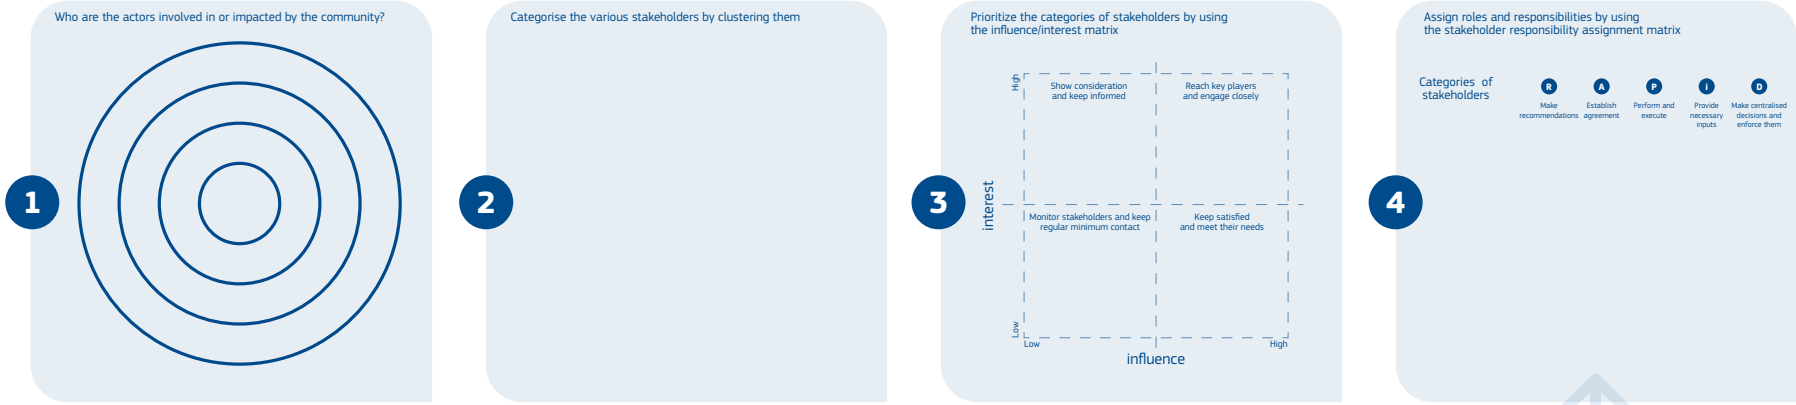 Who are the actors involved in or impacted by the community?
1
Categorise the various stakeholders by clustering them
2
Prioritize the categories of stakeholders by using
the influence/interest matrix
High
Show consideration
and keep informed
Reach key players
and engage closely
3
interest
Monitor stakeholders and keep
regular minimum contact
Keep satisfied
and meet their needs
Low
Low
High
influence
Assign roles and responsibilities by using
the stakeholder responsibility assignment matrix
Categories of
stakeholders
R
Make
recommendations
A
Establish
agreement
P
Perform and
execute
i
Provide
necessary
inputs
D
Make centralised
decisions and
enforce them
4